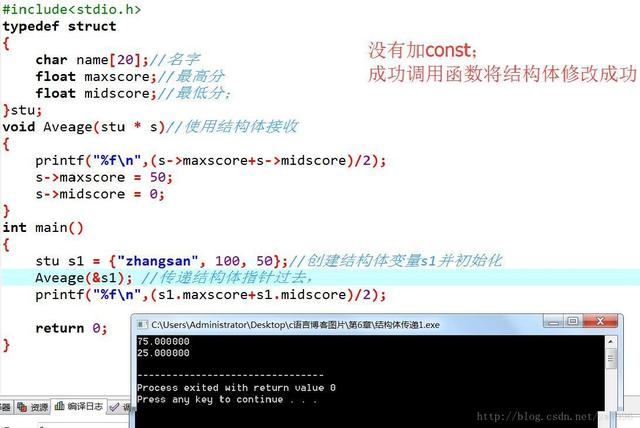 #include<stdio.h>
typedef struct
{
char name[20];//名字
float maxscore;//最高分
float midscore;//最低分;
}stu;
没有加const；
成功调用函数将结构体修改成功
void Aveage(stu * s)//使用结构体接收
{
printf("%f\n",(s->maxscore+s->midscore)/2);
s->maxscore = 50;
s->midscore = 0;
}
int main()
{
stu s1 = {"zhangsan", 100, 50};//创建结构体变量s1并初始化
Aveage(&s1); //传递结构体指针过去，
printf("%f\n",(s1.maxscore+s1.midscore)/2);
return 0;
}
C:\Users\Administrator\Desktop\c语言博客图片\第6章\结构体传递1.exe
75.000000
25.000000
--------------------------------
Process exited with return value 0
Press any key to continue . . .
资源 编译日志
http://blog.csdn.net/